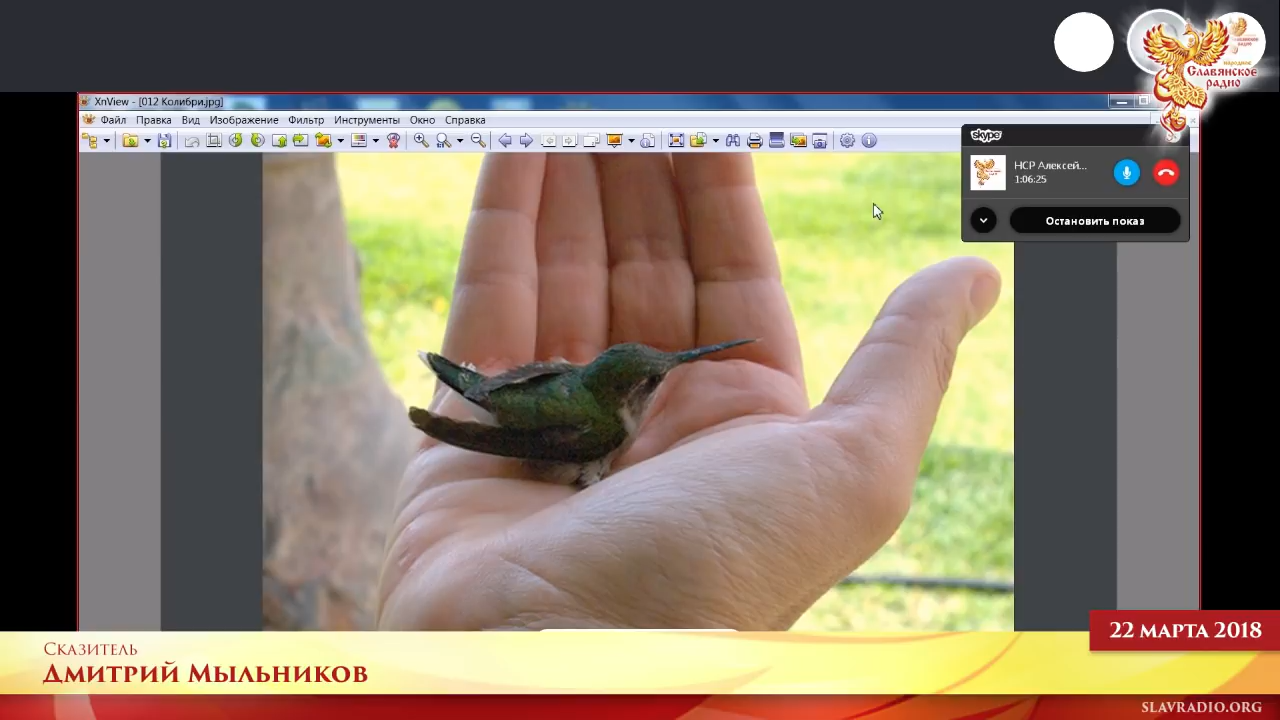 народное
Славянское
радио
XnView - [012 Колибри.jpg]
Файл Правка Вид Изображение Фильтр Инструменты Окно Справка
skype
НСР Алексей...
1:06:25
Остановить показ
22 марта 2018
Сказитель
Дмитрий Мыльников
SLAVRADIO.ORG